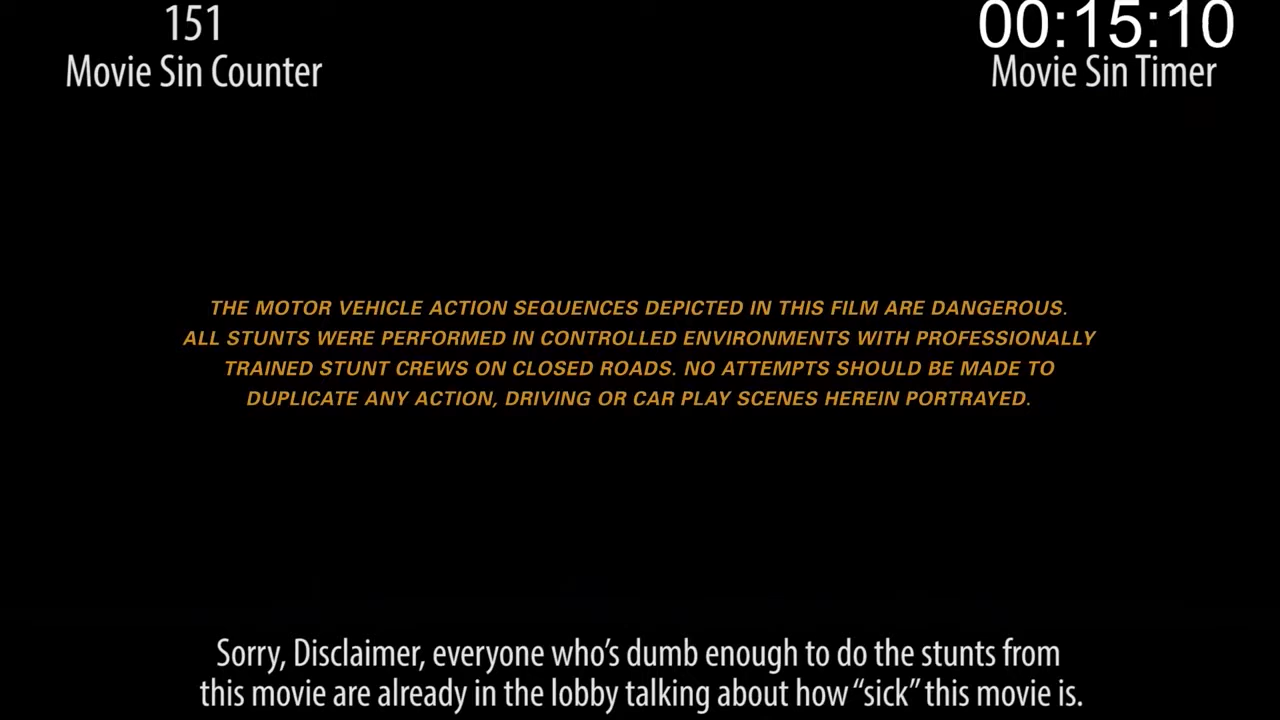 151
Movie Sin Counter
00:15:10
Movie Sin Timer
THE MOTOR VEHICLE ACTION SEQUENCES DEPICTED IN THIS FILM ARE DANGEROUS.
ALL STUNTS WERE PERFORMED IN CONTROLLED ENVIRONMENTS WITH PROFESSIONALLY
TRAINED STUNT CREWS ON CLOSED ROADS. NO ATTEMPTS SHOULD BE MADE TO
DUPLICATE ANY ACTION, DRIVING OR CAR PLAY SCENES HEREIN PORTRAYED.
Sorry, Disclaimer, everyone who’s dumb enough to do the stunts from
this movie are already in the lobby talking about how “sick” this movie is.